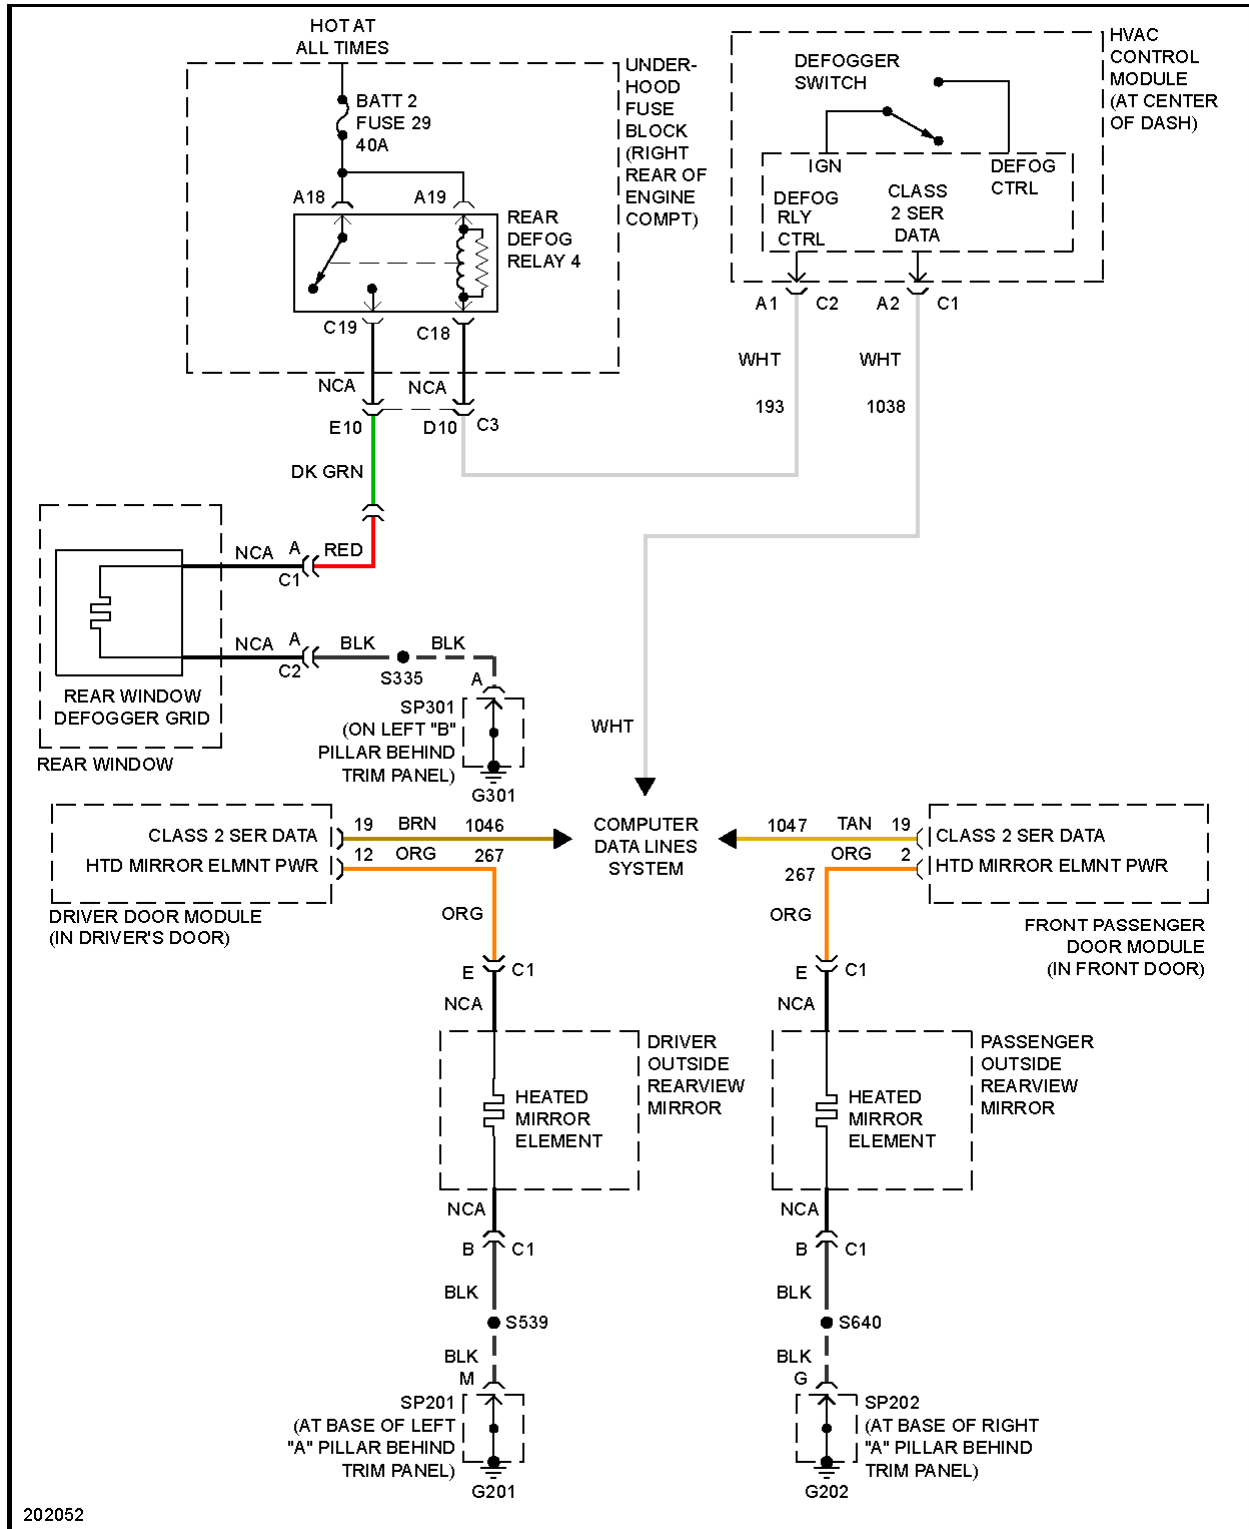 HOT AT
ALL TIMES
BATT 2
FUSE 29
40A
UNDER-
HOOD
FUSE
BLOCK
(RIGHT
REAR OF
ENGINE
COMPT)
A18
A19
REAR
DEFOG
RELAY 4
C19
C18
NCA
NCA
E10
D10
C3
DK GRN
HVAC
CONTROL
MODULE
(AT CENTER
OF DASH)
DEFOGGER
SWITCH
IGN
DEFOG
CTRL
DEFOG
RLY
CTRL
CLASS
2 SER
DATA
A1
C2
A2
C1
WHT
WHT
193
1038
NCA
A
RED
C1
NCA
A
BLK
BLK
C2
S335
A
REAR WINDOW
DEFOGGER GRID
REAR WINDOW
SP301
(ON LEFT "B"
PILLAR BEHIND
TRIM PANEL)
G301
WHT
CLASS 2 SER DATA
HTD MIRROR ELMNT PWR
19
BRN
1046
12
ORG
267
DRIVER DOOR MODULE
(IN DRIVER'S DOOR)
COMPUTER
DATA LINES
SYSTEM
1047
TAN
19
ORG
2
267
CLASS 2 SER DATA
HTD MIRROR ELMNT PWR
FRONT PASSENGER
DOOR MODULE
(IN FRONT DOOR)
ORG
ORG
E
C1
E
C1
NCA
NCA
DRIVER
OUTSIDE
REARVIEW
MIRROR
HEATED
MIRROR
ELEMENT
PASSENGER
OUTSIDE
REARVIEW
MIRROR
HEATED
MIRROR
ELEMENT
NCA
NCA
B
C1
B
C1
BLK
BLK
S539
S640
BLK
BLK
M
G
SP201
(AT BASE OF LEFT
"A" PILLAR BEHIND
TRIM PANEL)
G201
SP202
(AT BASE OF RIGHT
"A" PILLAR BEHIND
TRIM PANEL)
G202
202052